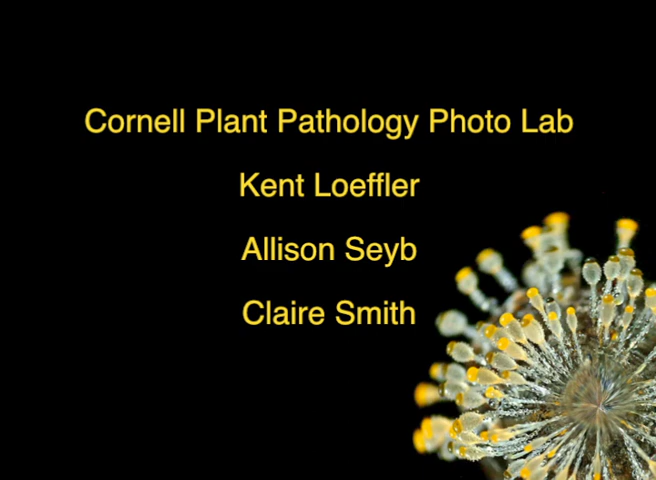 Cornell Plant Pathology Photo Lab
Kent Loeffler
Allison Seyb
Claire Smith